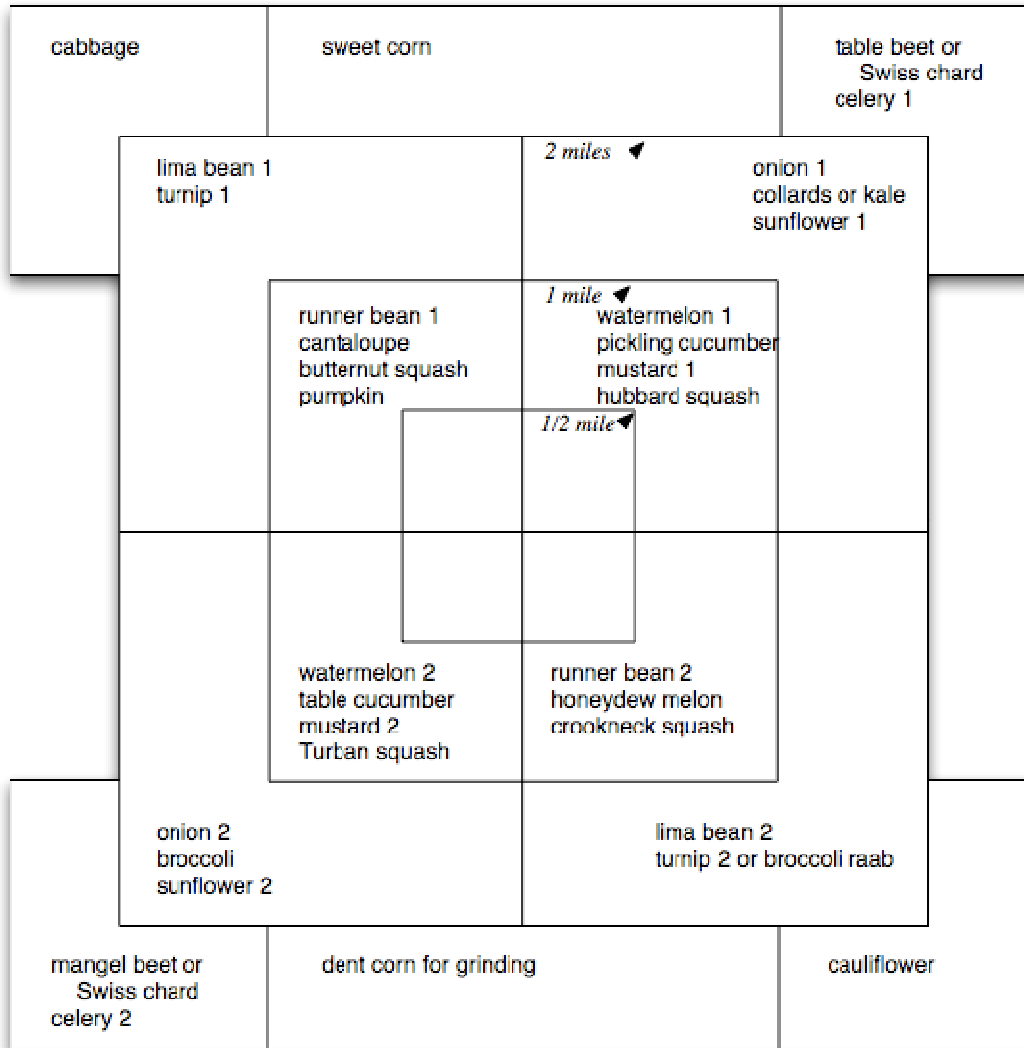 cabbage
sweet corn
table beet or
Swiss chard
celery 1
lima bean 1
turnip 1
2 miles
onion 1
collards or kale
sunflower 1
runner bean 1
cantaloupe
butternut squash
pumpkin
1 mile
watermelon 1
pickling cucumber
mustard 1
hubbard squash
1/2 mile
watermelon 2
table cucumber
mustard 2
Turban squash
runner bean 2
honeydew melon
crookneck squash
onion 2
broccoli
sunflower 2
lima bean 2
turnip 2 or broccoli raab
mangel beet or
Swiss chard
celery 2
dent corn for grinding
cauliflower